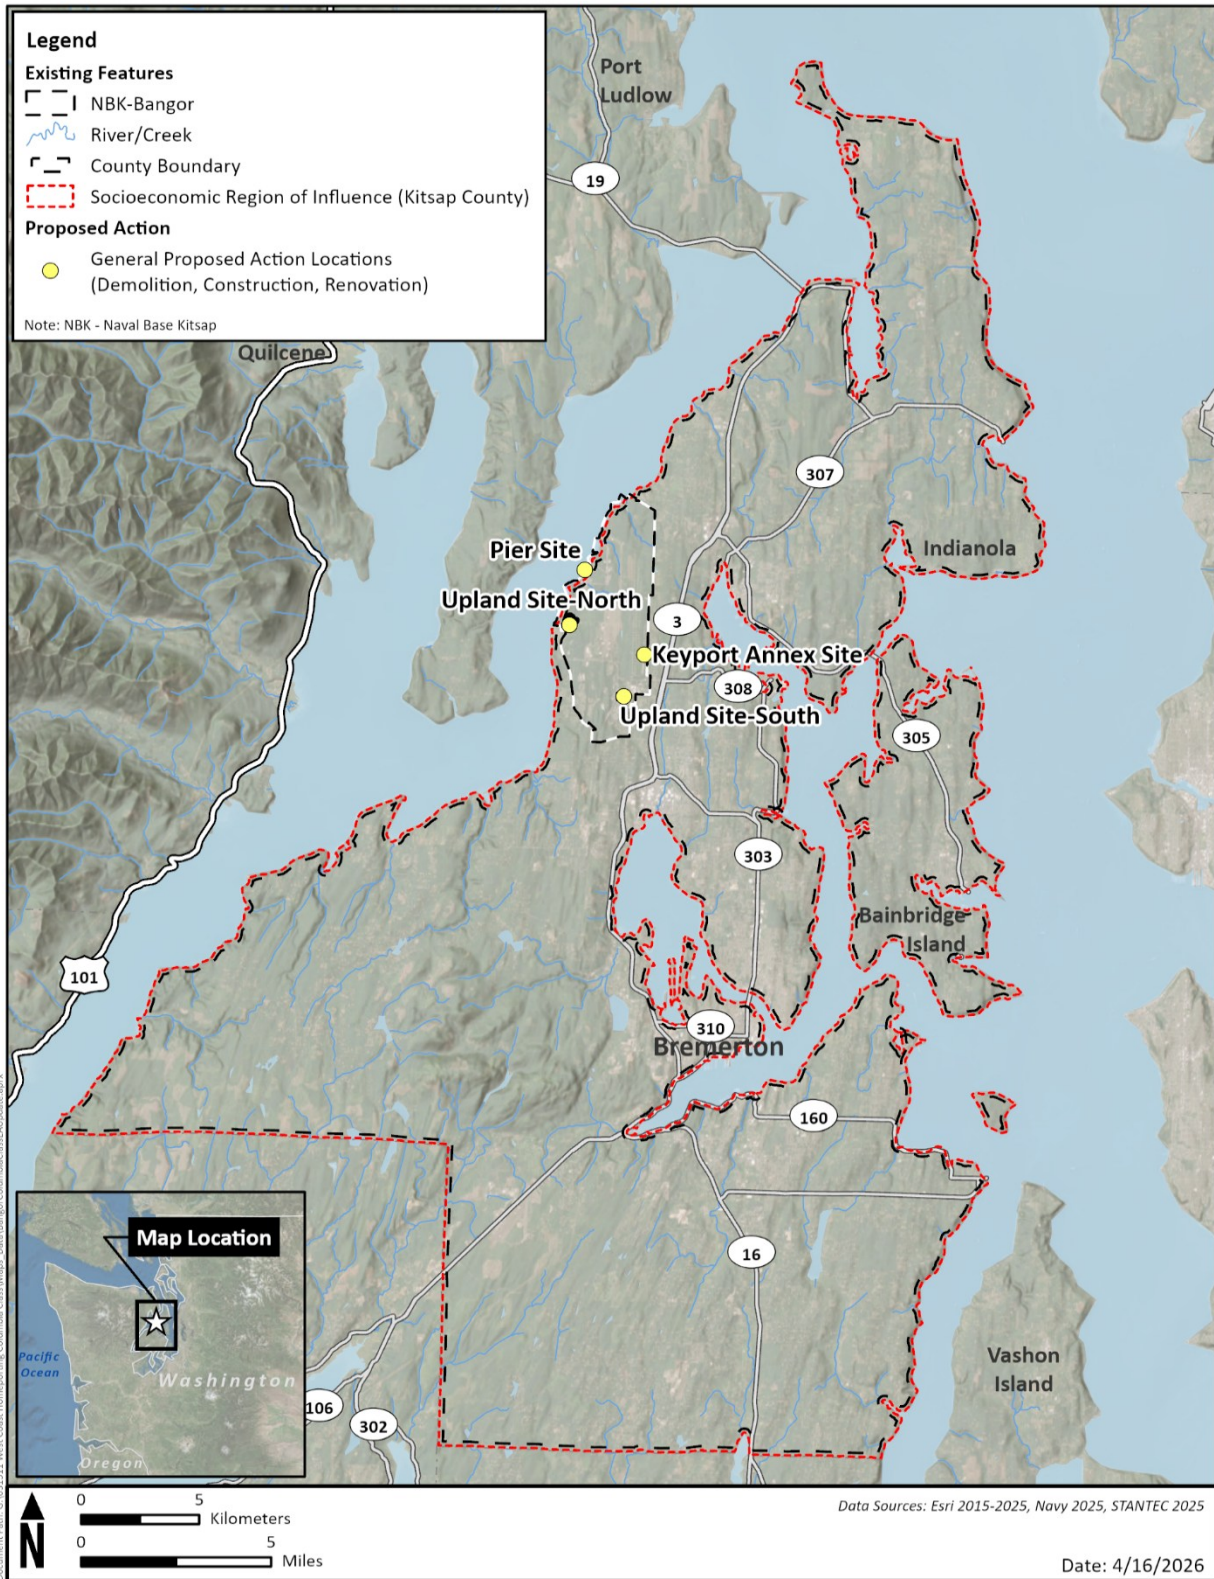 Legend
Existing Features
NBK-Bangor
River/Creek
County Boundary
Socioeconomic Region of Influence (Kitsap County)
Proposed Action
General Proposed Action Locations
(Demolition, Construction, Renovation)
Note: NBK - Naval Base Kitsap
Port
Ludlow
19
Quilcene
307
Indianola
Pier Site
Upland Site-North
3
Keyport Annex Site
308
Upland Site-South
305
303
Bainbridge
Island
101
310
Bremerton
160
16
Map Location
Pacific
Ocean
Washington
Oregon
106
302
Vashon
Island
N
0 5
Kilometers
0 5
Miles
Data Sources: Esri 2015-2025, Navy 2025, STANTEC 2025
Date: 4/16/2026